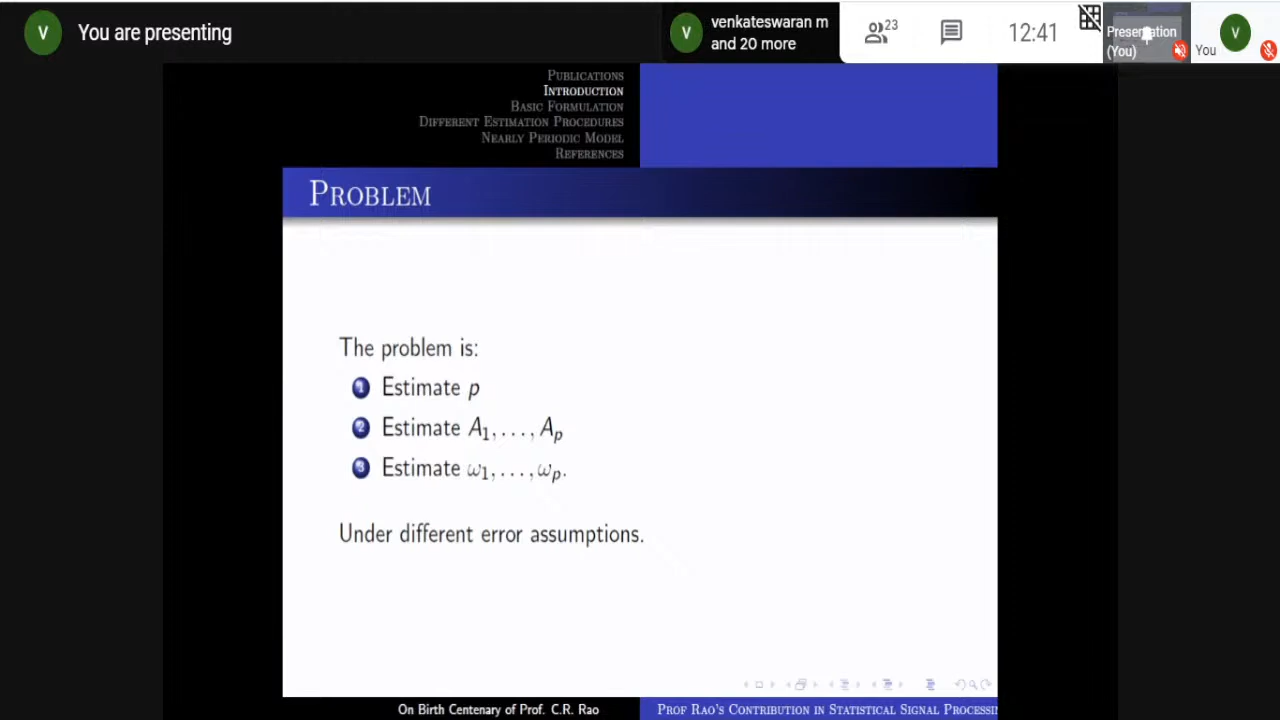 V
You are presenting
V
venkateswaran m
and 20 more
23
12:41
Presentation
(You)
You
V
PUBLICATIONS
INTRODUCTION
BASIC FORMULATION
DIFFERENT ESTIMATION PROCEDURES
NEARLY PERIODIC MODEL
REFERENCES
PROBLEM
The problem is:
1 Estimate p
2 Estimate A₁, . . . , Aₚ
3 Estimate ω₁, . . . , ωₚ.
Under different error assumptions.
On Birth Centenary of Prof. C.R. Rao
PROF RAO'S CONTRIBUTION IN STATISTICAL SIGNAL